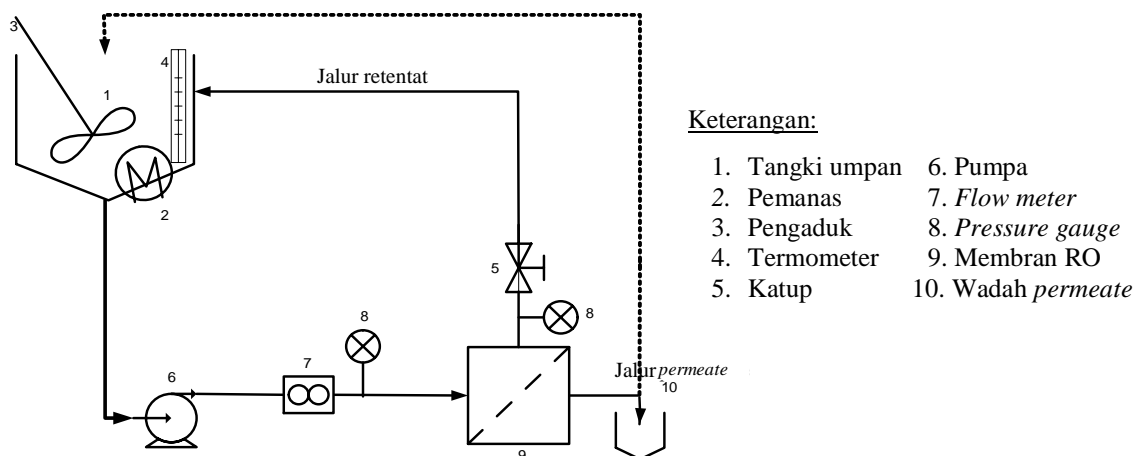 3
4
1
2
Jalur retentat
5
8
8
6
7
9
Jalur permeate
10
Keterangan:
1. Tangki umpan 6. Pumpa
2. Pemanas 7. Flow meter
3. Pengaduk 8. Pressure gauge
4. Termometer 9. Membran RO
5. Katup 10. Wadah permeate